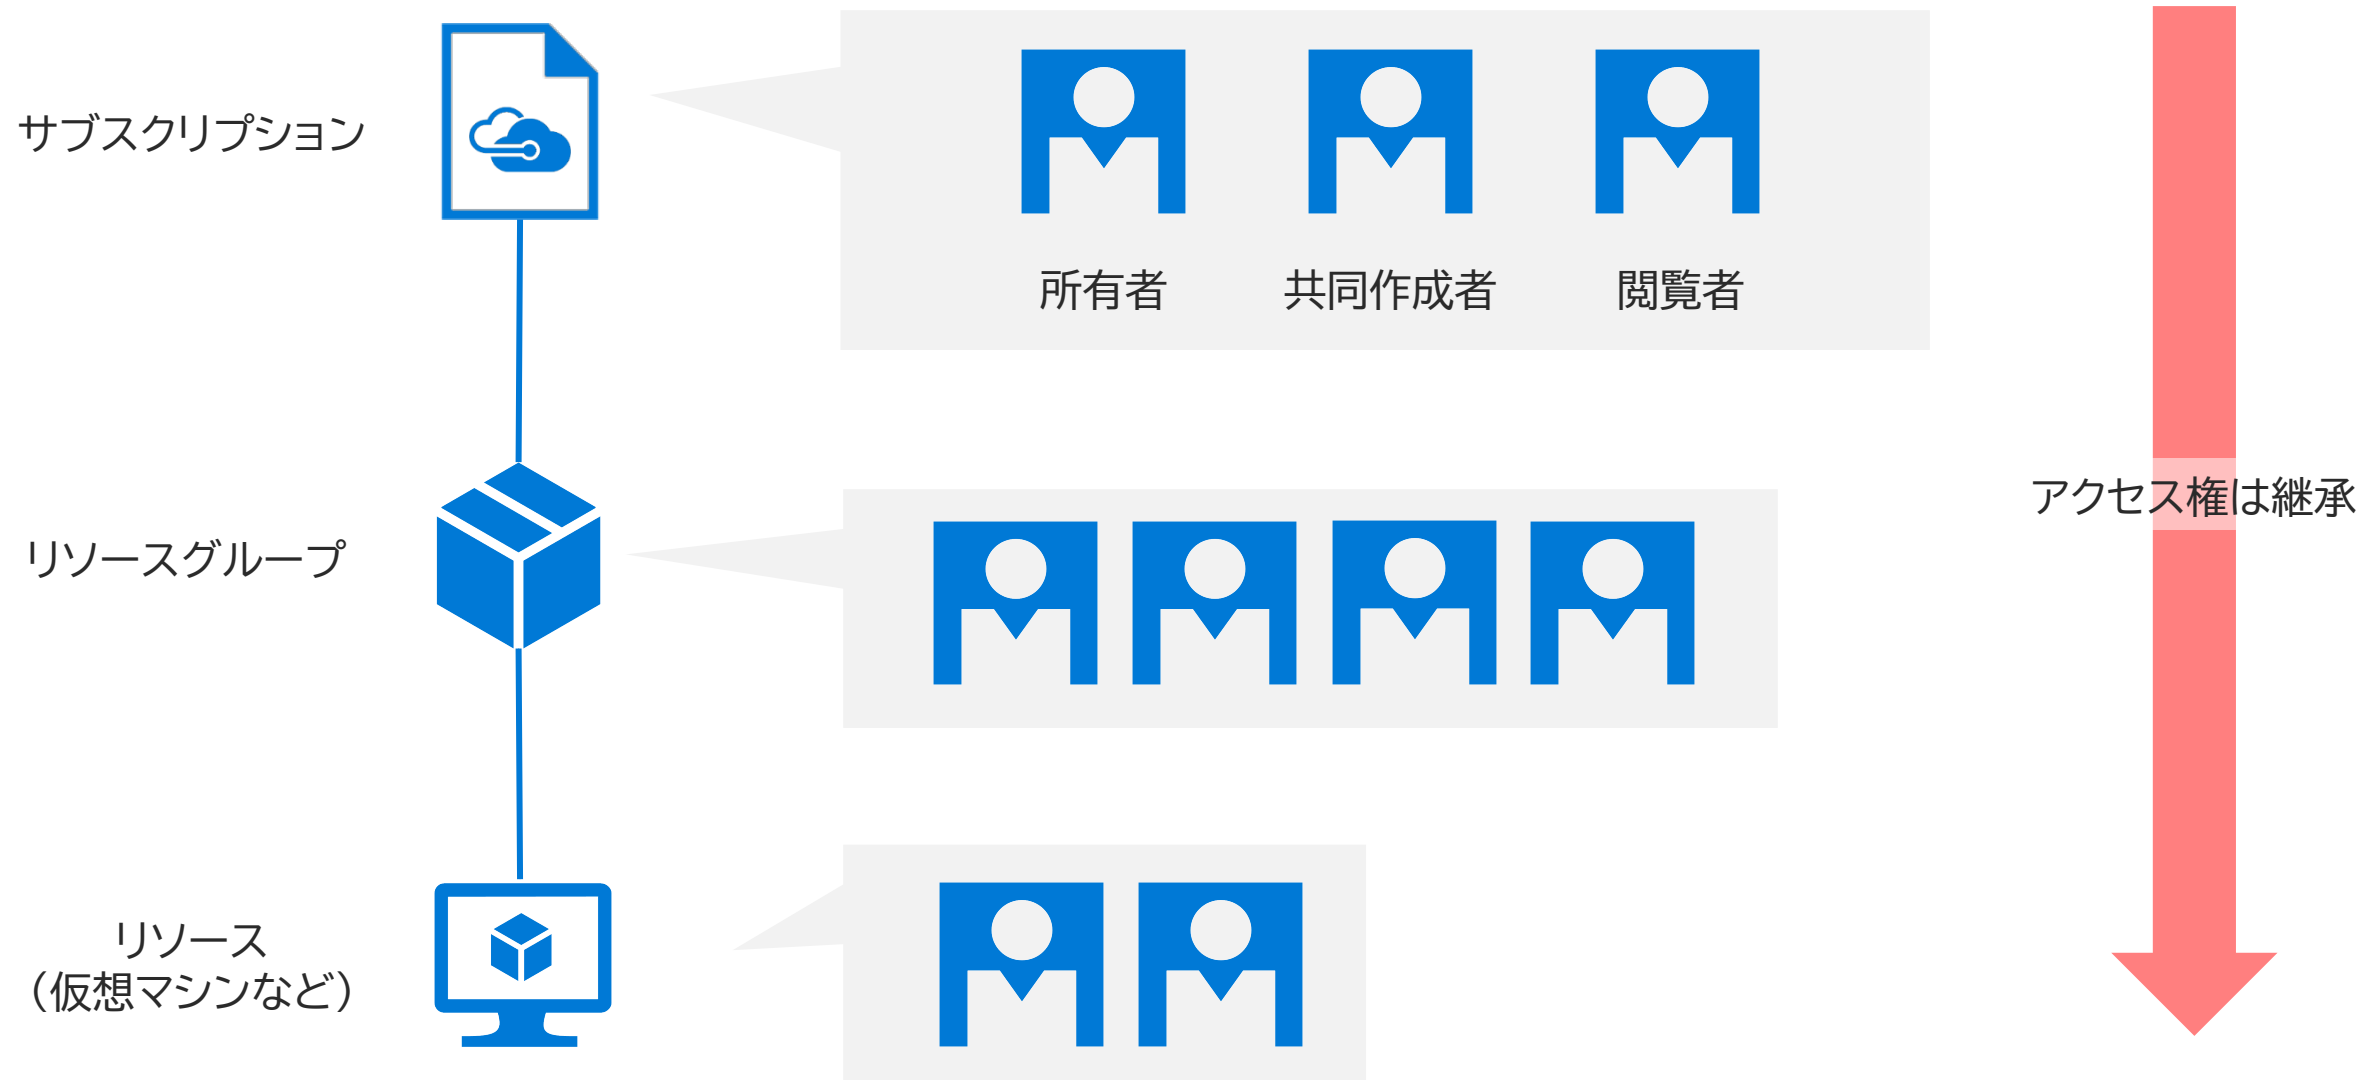 サブスクリプション
所有者
共同作成者
閲覧者
リソースグループ
アクセス権は継承
リソース
（仮想マシンなど）